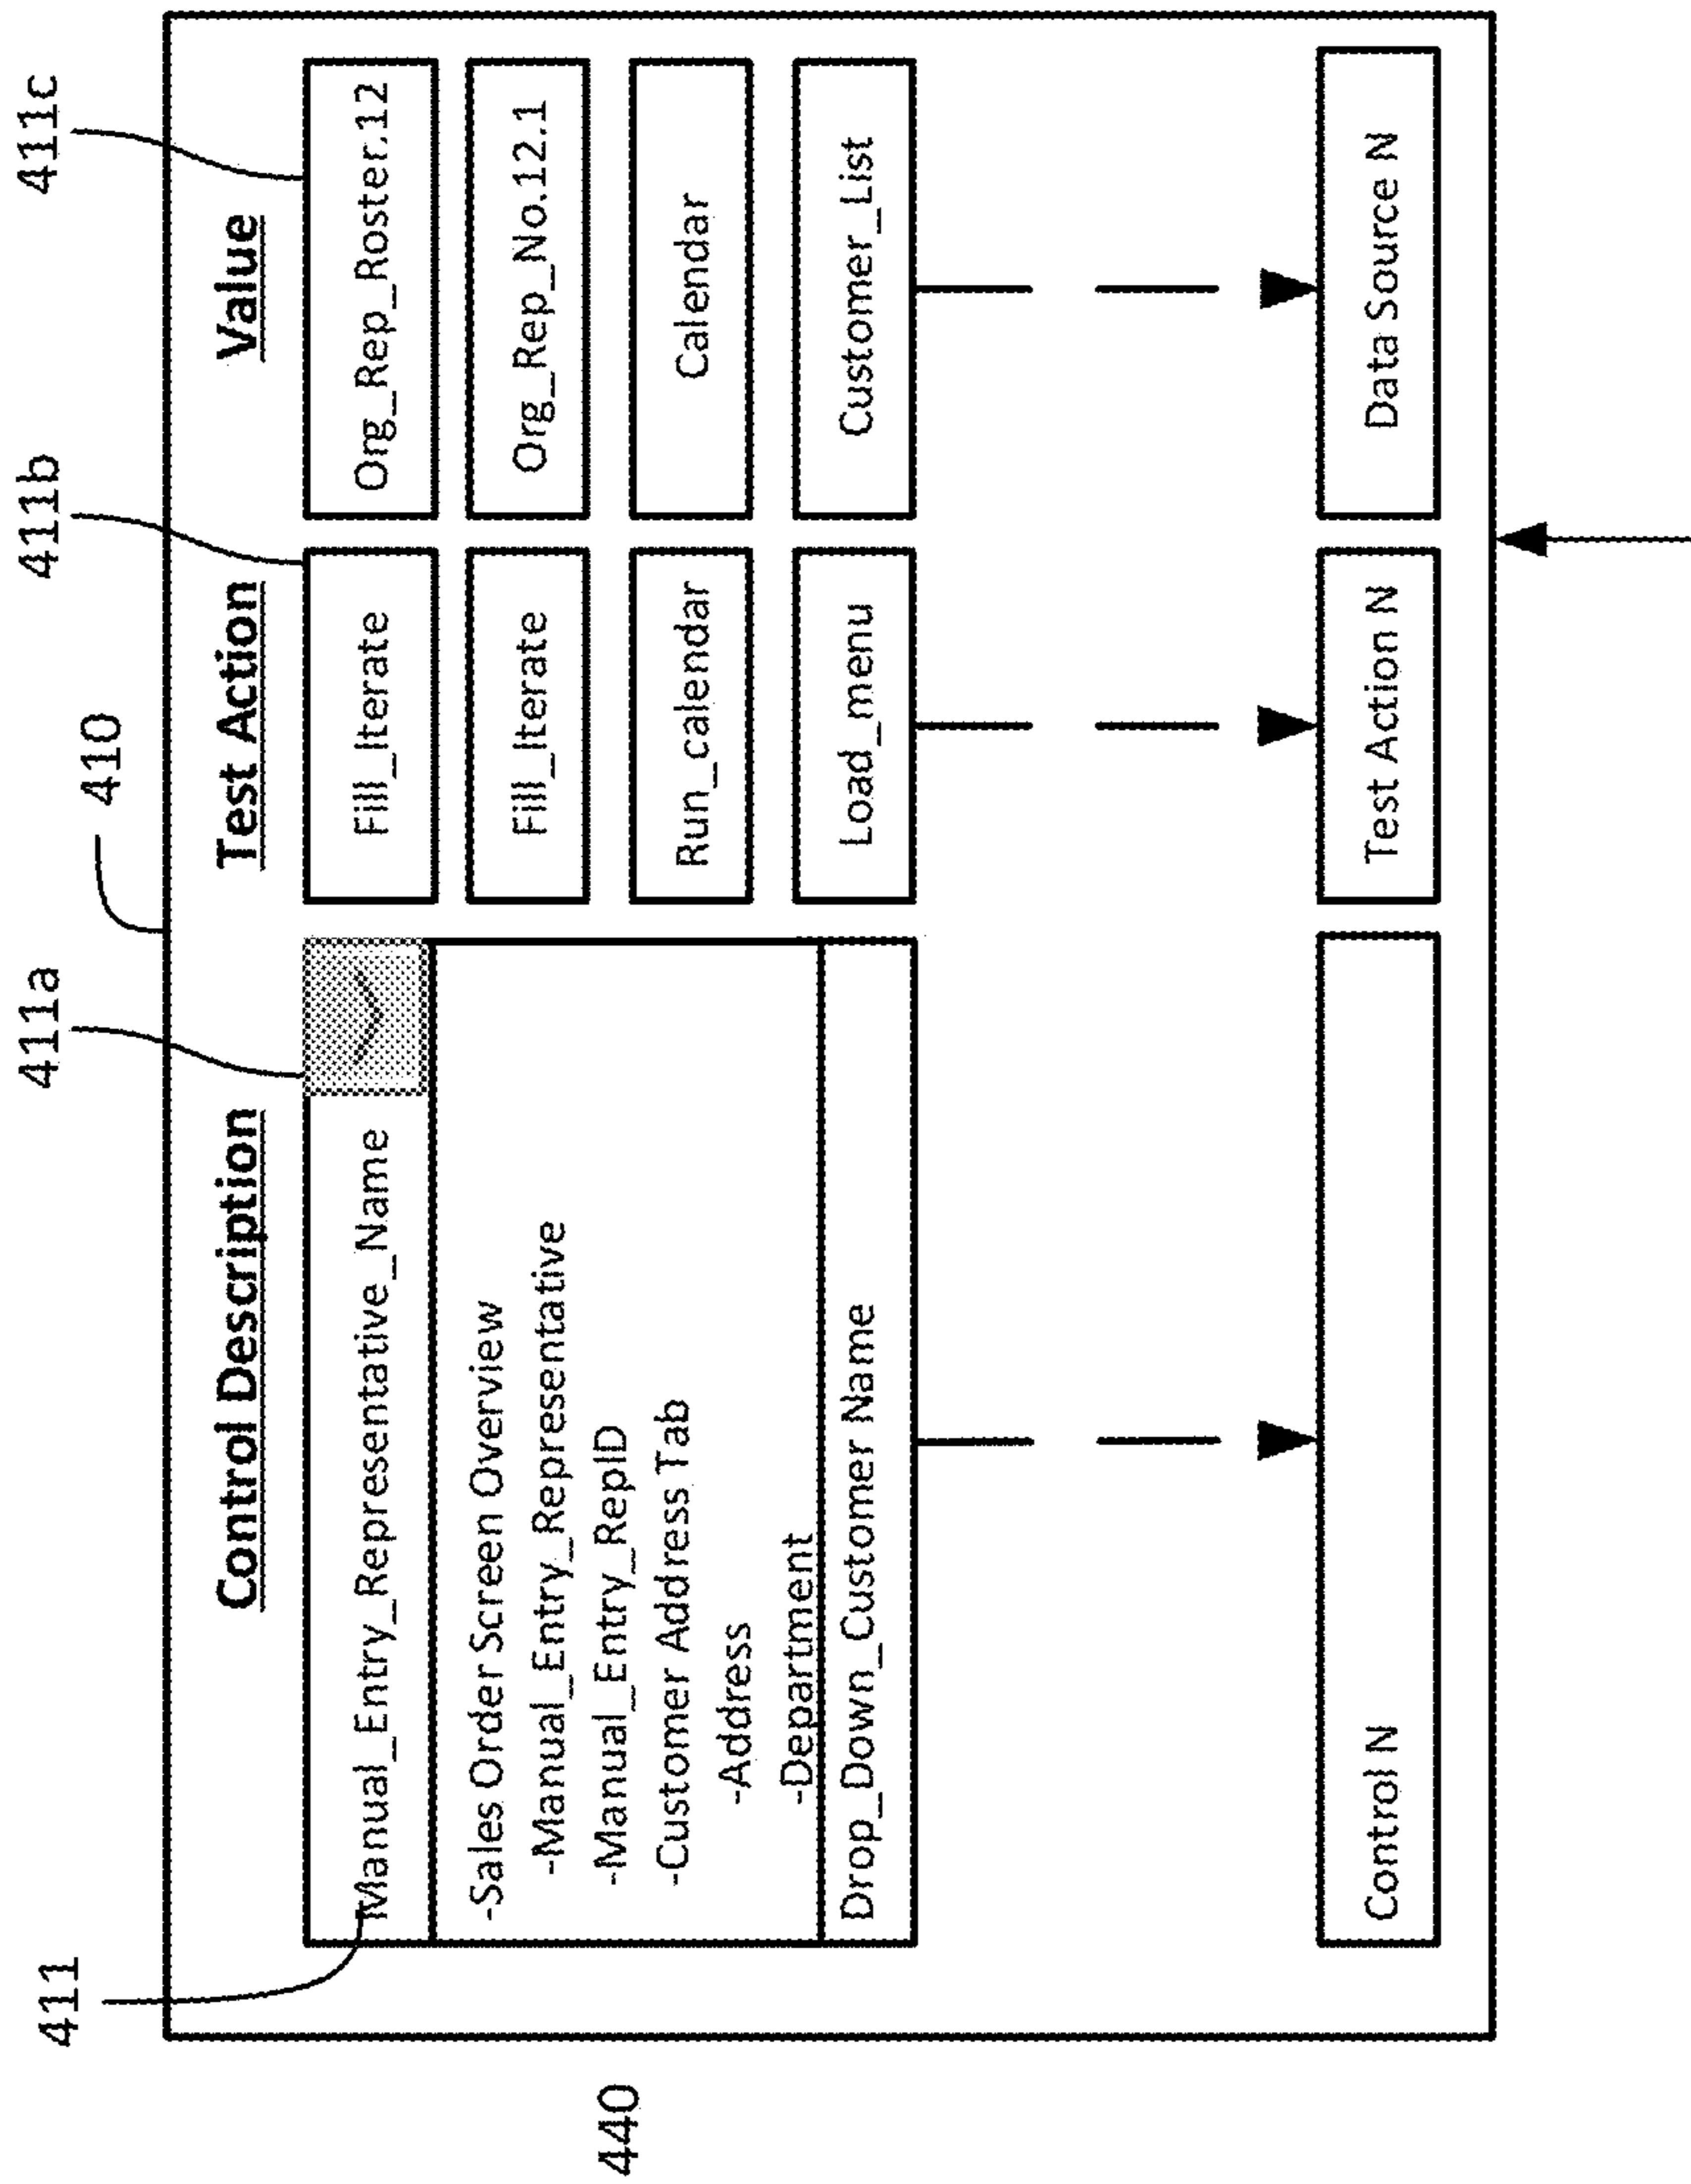 411
411a
410
411b
411c
Control Description
Test Action
Value
Manual_Entry_Representative_Name
Fill_Iterate
Org_Rep_Roster.12
-Sales Order Screen Overview
Fill_Iterate
Org_Rep_No.12.1
-Manual_Entry_Representative
-Manual_Entry_RepID
-Customer Address Tab
Run_calendar
Calendar
-Address
-Department
Drop_Down_Customer Name
Load_menu
Customer_List
Control N
Test Action N
Data Source N
440